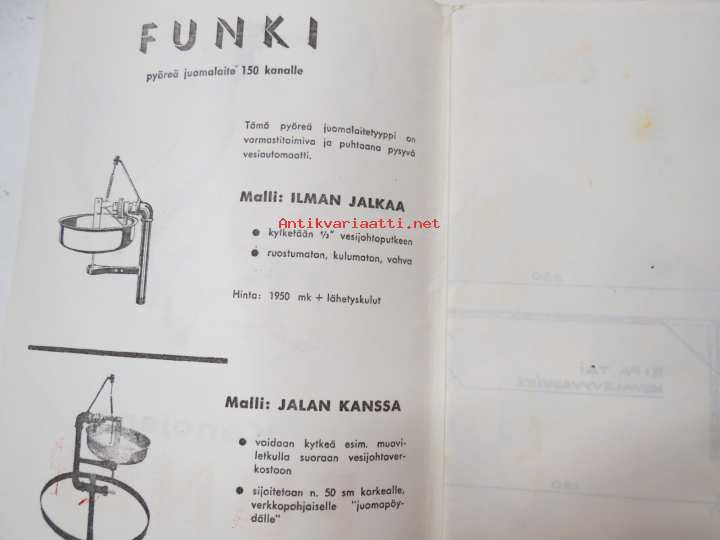 FUNKI
pyöreä juomalaite 150 kanalle
Tämä pyöreä juomalaitetyyppi on
varmastitoimiva ja puhtaana pysyvä
vesiautomaatti.
Malli: ILMAN JALKAA
Antikvariaatti.net
● kytketään ½" vesijohtoputkeen
● ruostumaton, kulumaton, vahva
Hinta: 1950 mk + lähetyskulut
Malli: JALAN KANSSA
● voidaan kytkeä esim. muovi-
letkulla suoraan vesijohtover-
kostoon
● sijoitetaan n. 50 sm karkealle,
verkkopohjaiselle "juomapöy-
dälle"